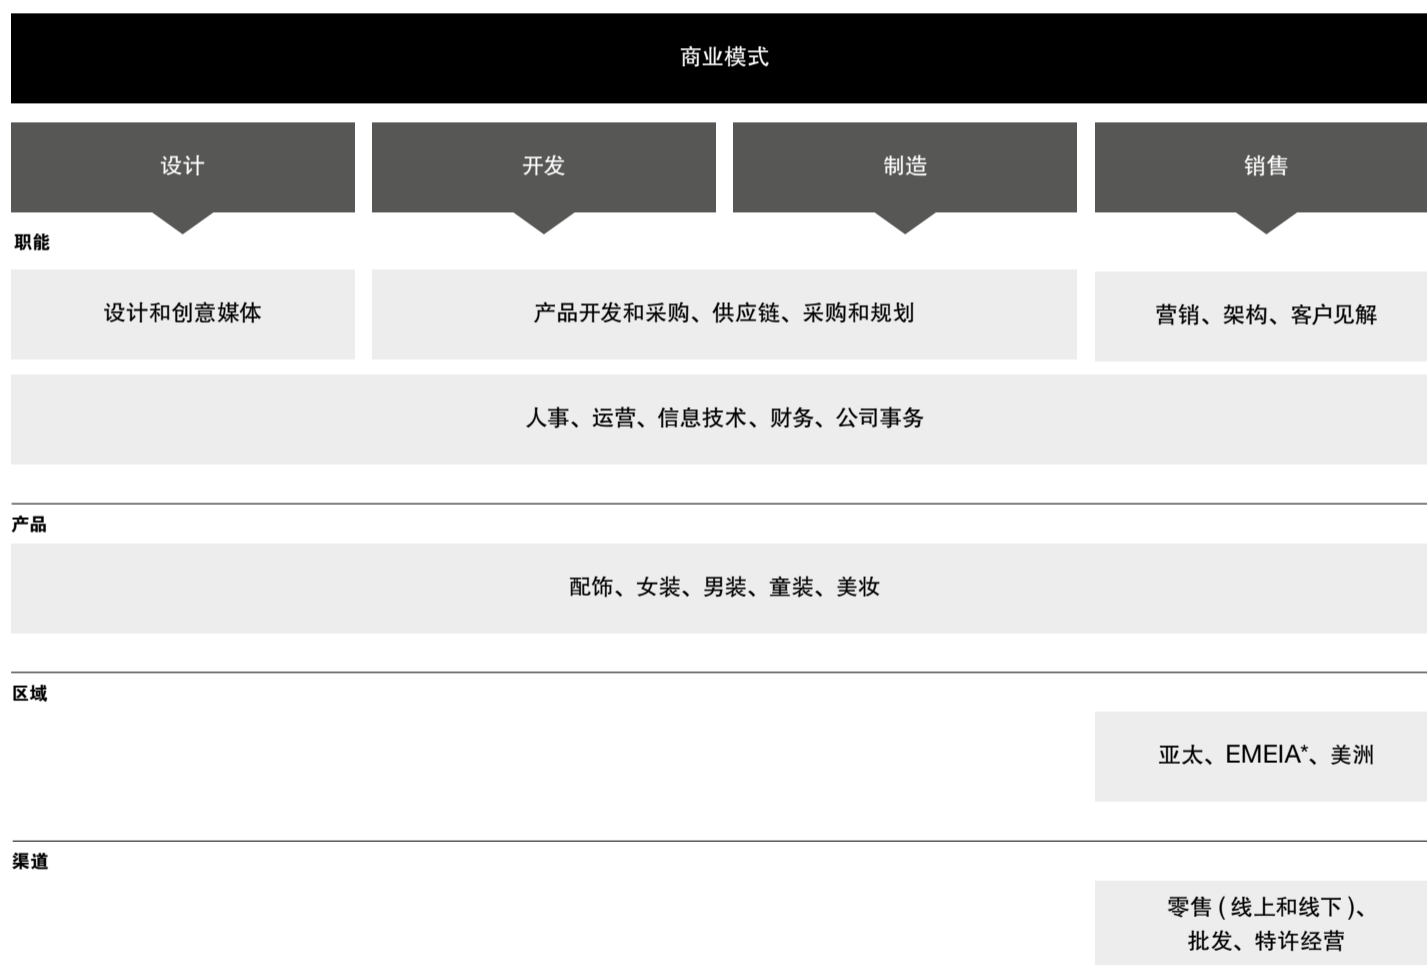 商业模式
设计
开发
制造
销售
职能
设计和创意媒体
产品开发和采购、供应链、采购和规划
营销、架构、客户见解
人事、运营、信息技术、财务、公司事务
产品
配饰、女装、男装、童装、美妆
区域
亚太、EMEIA*、美洲
渠道
零售 ( 线上和线下 )、
批发、特许经营